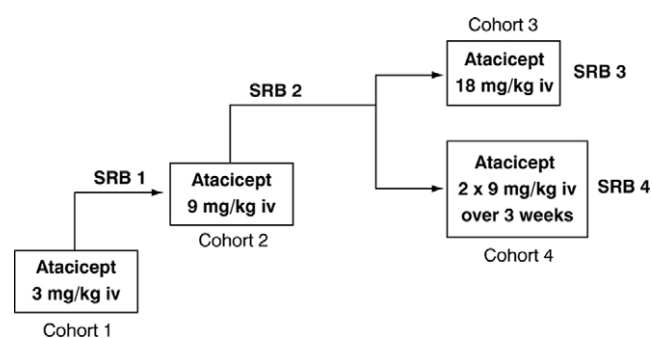 Cohort 3
Atacicept
18 mg/kg iv
SRB 3
SRB 2
Atacicept
2 x 9 mg/kg iv
over 3 weeks
SRB 4
Cohort 4
SRB 1
Atacicept
9 mg/kg iv
Cohort 2
Atacicept
3 mg/kg iv
Cohort 1